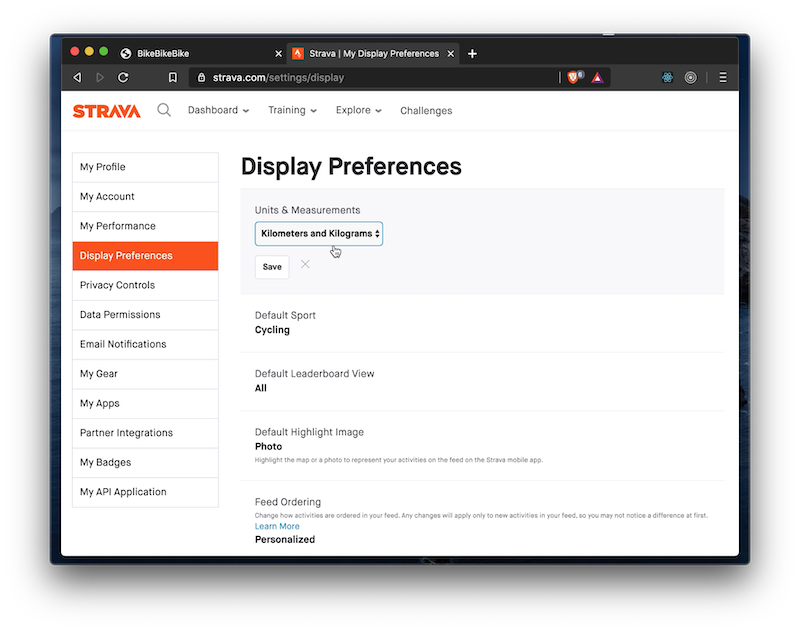 BikeBikeBike
Strava | My Display Preferences
strava.com/settings/display
STRAVA
Dashboard
Training
Explore
Challenges
My Profile
My Account
My Performance
Display Preferences
Privacy Controls
Data Permissions
Email Notifications
My Gear
My Apps
Partner Integrations
My Badges
My API Application
Display Preferences
Units & Measurements
Kilometers and Kilograms
Save
Default Sport
Cycling
Default Leaderboard View
All
Default Highlight Image
Photo
Highlight the map or a photo to represent your activities on the feed on the Strava mobile app.
Feed Ordering
Change how activities are ordered in your feed. Any changes will apply only to new activities in your feed, so you may not notice a difference at first.
Learn More
Personalized